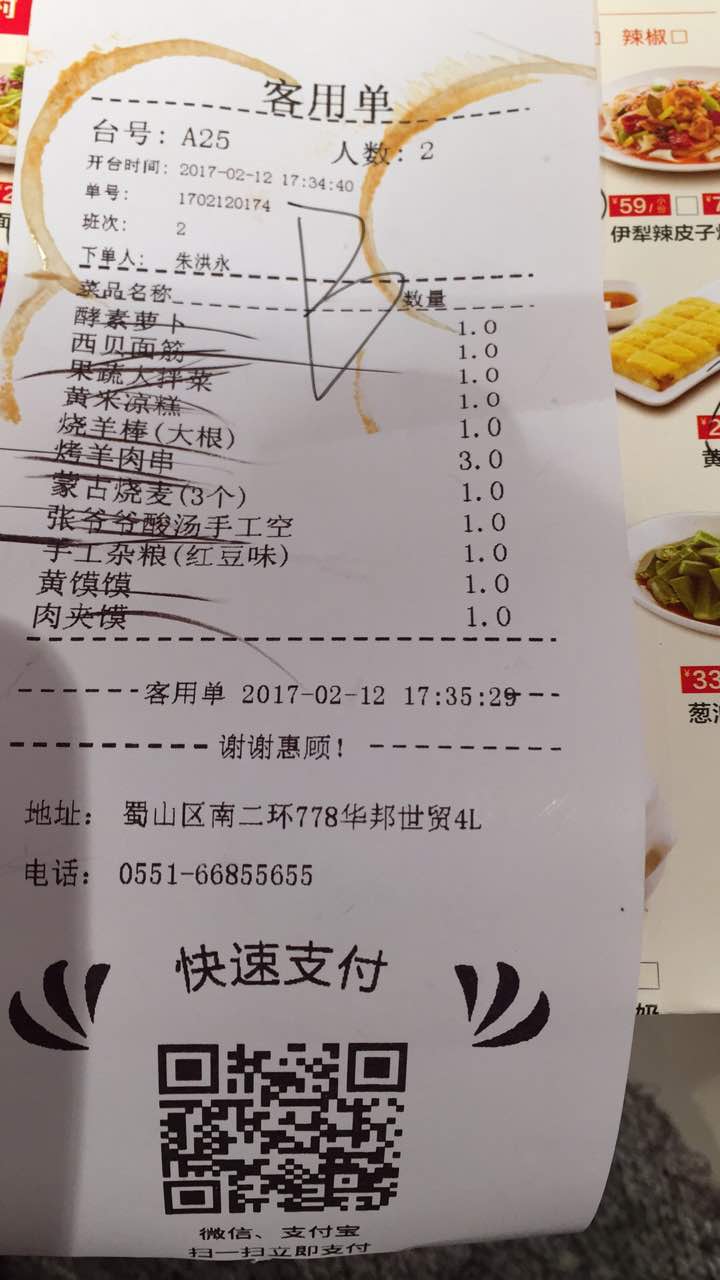 客用单
台号: A25
人数: 2
开台时间: 2017-02-12 17:34:40
单号: 1702120174
班次: 2
下单人: 朱洪永
菜品名称 数量
酵素萝卜 1.0
西贝面筋 1.0
果蔬大拌菜 1.0
黄米凉糕 1.0
烧羊棒(大根) 1.0
烤羊肉串 3.0
蒙古烧麦(3个) 1.0
张爷爷酸汤手工空 1.0
手工杂粮(红豆味) 1.0
黄馍馍 1.0
肉夹馍 1.0
客用单 2017-02-12 17:35:29
谢谢惠顾!
地址: 蜀山区南二环778华邦世贸4L
电话: 0551-66855655
快速支付
微信、支付宝
扫一扫立即支付
辣椒
¥59/
伊犁辣皮子
黄
¥33
葱
奶